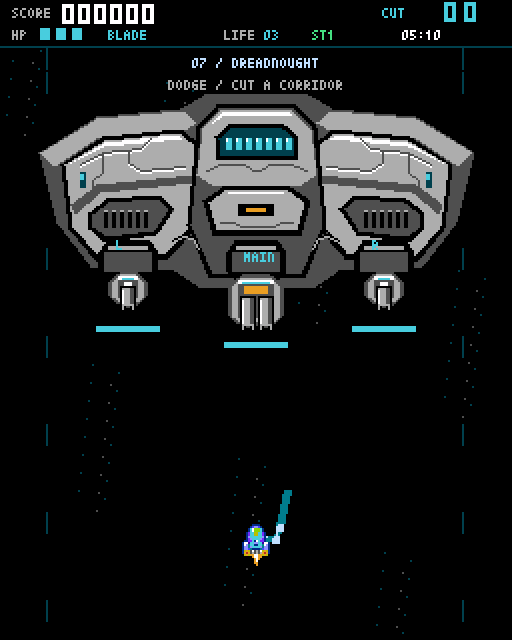 SCORE 000000 CUT 00
HP BLADE LIFE 03 ST1 05:10
07 / DREADNOUGHT
DODGE / CUT A CORRIDOR
L R
MAIN